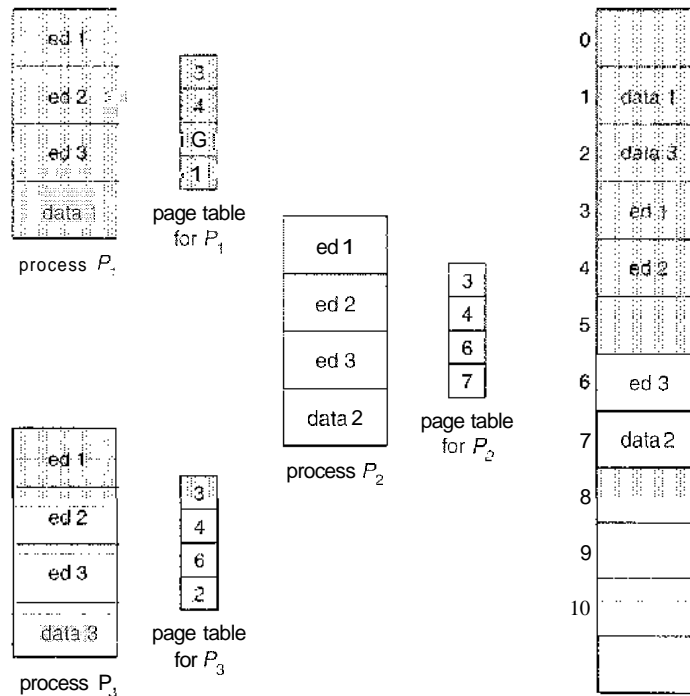 ed 1
ed 2
ed 3
data 1
process P1
3
4
G
1
page table
for P1
ed 1
ed 2
ed 3
data 2
process P2
3
4
6
7
page table
for P2
ed 1
ed 2
ed 3
data 3
process P3
3
4
6
2
page table
for P3
0
1 data 1
2 data 3
3 ed 1
4 ed 2
5
6 ed 3
7 data 2
8
9
10